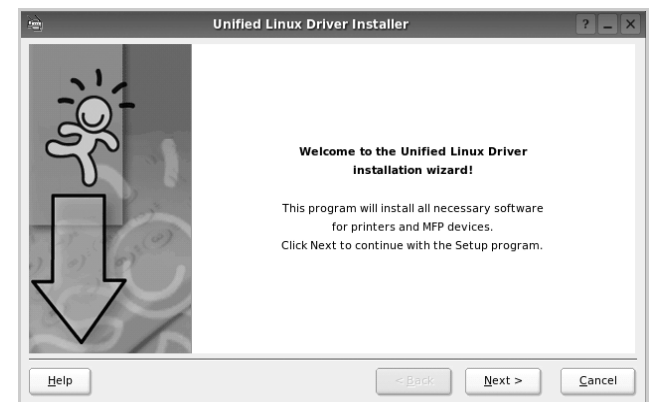 Unified Linux Driver Installer
? _ X
Welcome to the Unified Linux Driver
installation wizard!
This program will install all necessary software
for printers and MFP devices.
Click Next to continue with the Setup program.
Help
< Back
Next >
Cancel